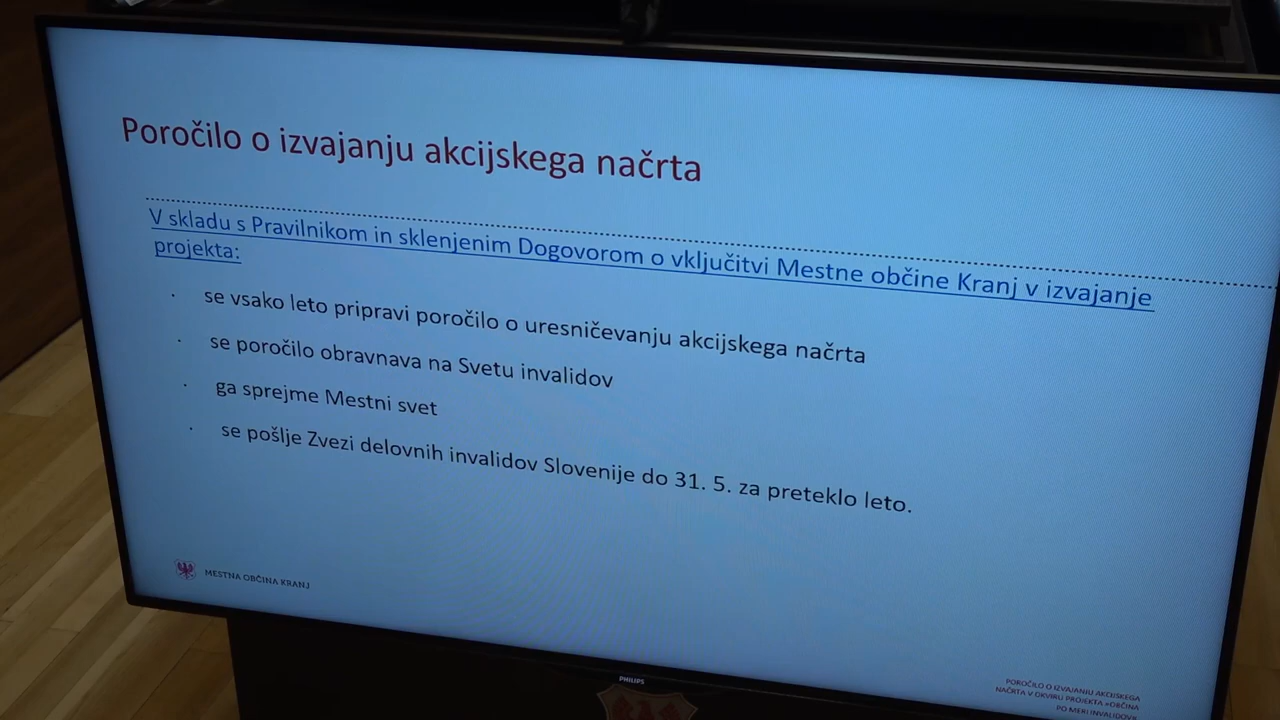 Poročilo o izvajanju akcijskega načrta
V skladu s Pravilnikom in sklenjenim Dogovorom o vključitvi Mestne občine Kranj v izvajanje
projekta:
· se vsako leto pripravi poročilo o uresničevanju akcijskega načrta
· se poročilo obravnava na Svetu invalidov
· ga sprejme Mestni svet
· se pošlje Zvezi delovnih invalidov Slovenije do 31. 5. za preteklo leto.
MESTNA OBČINA KRANJ
POROČILO O IZVAJANJU AKCIJSKEGA
NAČRTA V OKVIRU PROJEKTA »OBČINA
PO MERI INVALIDOV«
PHILIPS